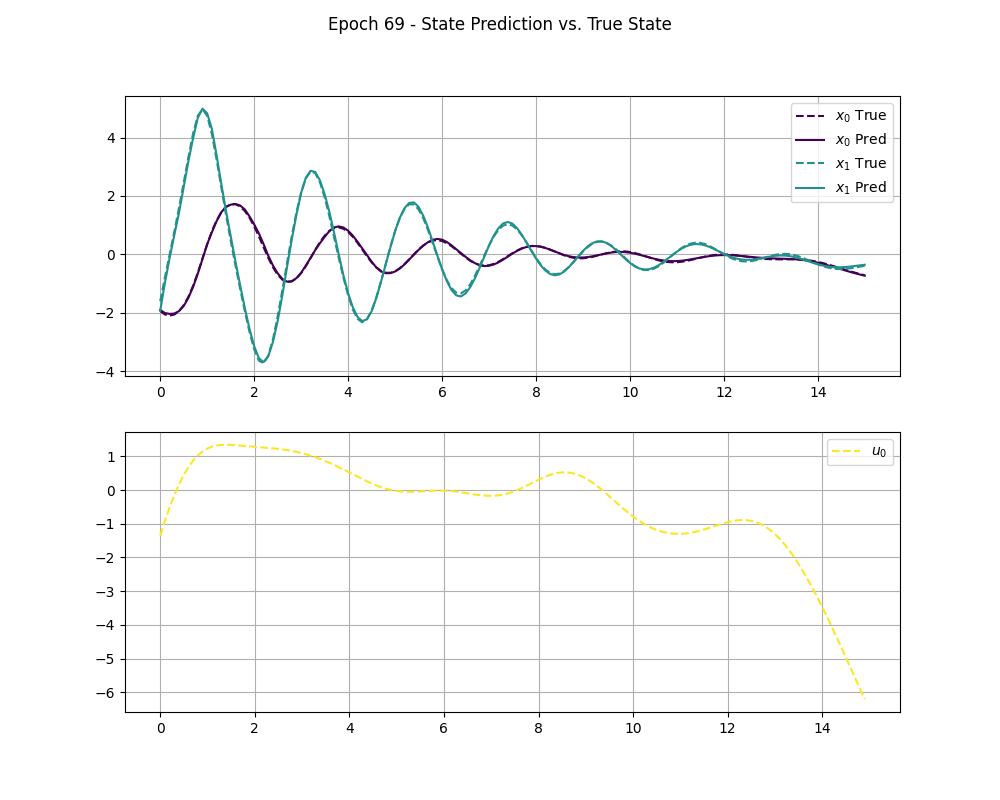 Epoch 69 - State Prediction vs. True State
4
2
0
−2
−4
x₀ True
x₀ Pred
x₁ True
x₁ Pred
0 2 4 6 8 10 12 14
1
0
−1
−2
−3
−4
−5
−6
u₀
0 2 4 6 8 10 12 14